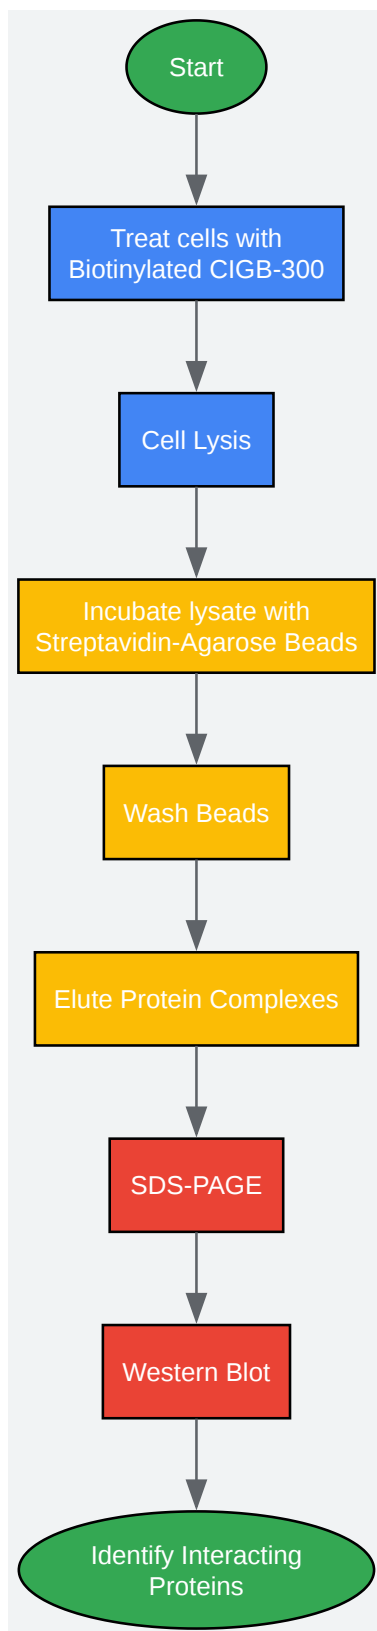 Start
Treat cells with
Biotinylated CIGB-300
Cell Lysis
Incubate lysate with
Streptavidin-Agarose Beads
Wash Beads
Elute Protein Complexes
SDS-PAGE
Western Blot
Identify Interacting
Proteins